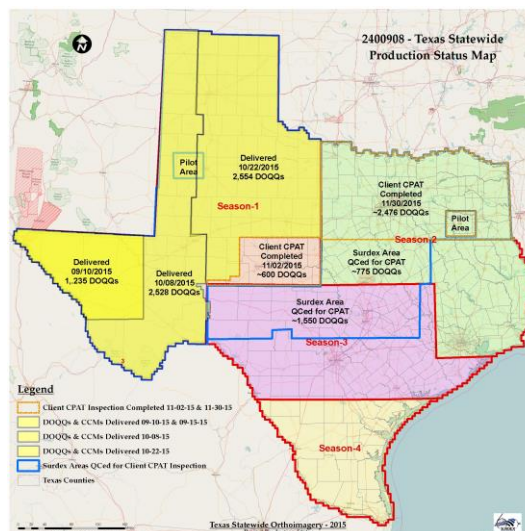 2400908 - Texas Statewide
Production Status Map
Pilot
Area
Delivered
10/22/2015
2,554 DOQQs
Season-1
Client CPAT
Completed
11/30/2015
~2,476 DOQQs
Pilot
Area
Season-2
Delivered
09/10/2015
1,235 DOQQs
Delivered
10/08/2015
2,528 DOQQs
Client CPAT
Completed
11/02/2015
~600 DOQQs
Surdex Area
QCed for CPAT
~775 DOQQs
Surdex Area
QCed for CPAT
~1,550 DOQQs
Season-3
Season-4
Legend
Client CPAT Inspection Completed 11-02-15 & 11-30-15
DOQQs & CCMs Delivered 09-10-15 & 09-15-15
DOQQs & CCMs Delivered 10-08-15
DOQQs & CCMs Delivered 10-22-15
Surdex Areas QCed for Client CPAT Inspection
Texas Counties
Texas Statewide Orthoimagery - 2015